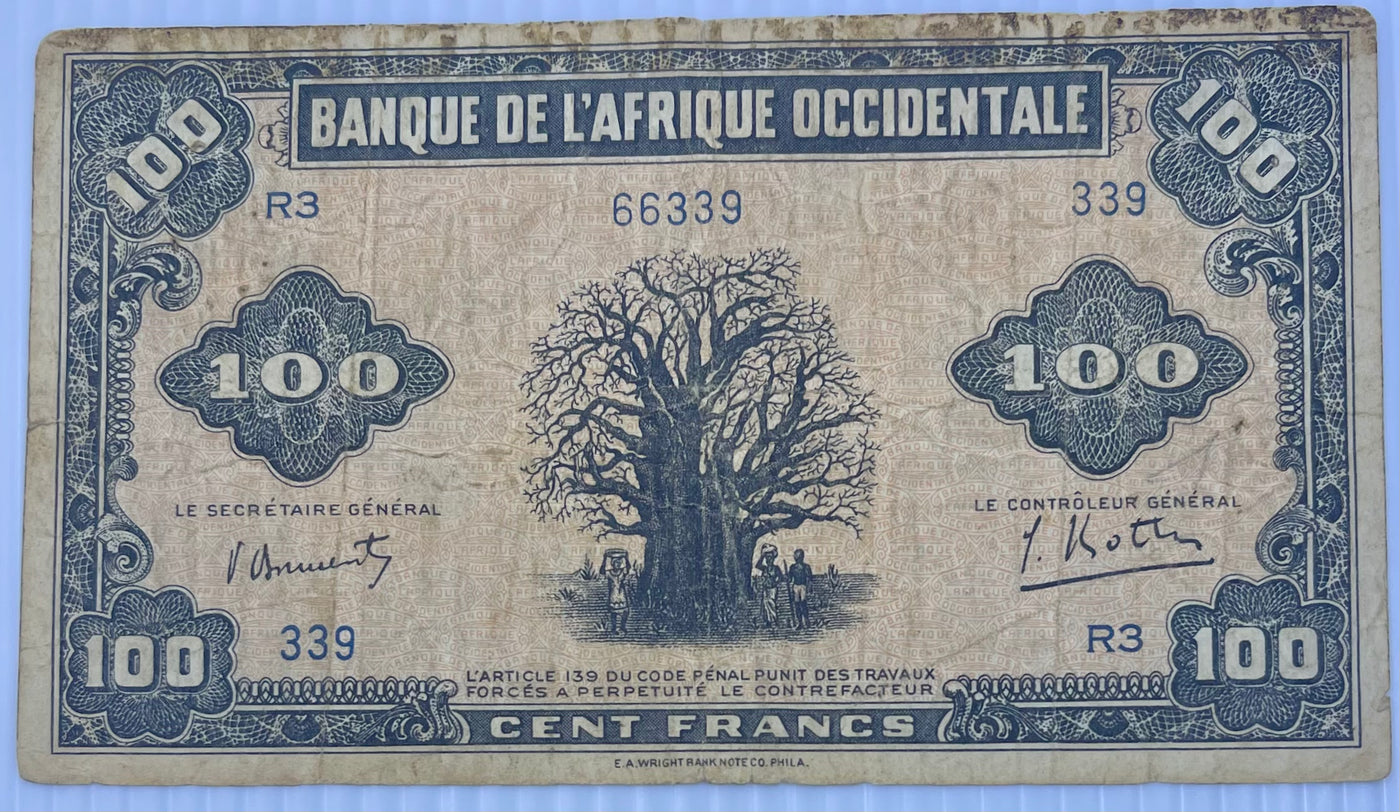 BANQUE DE L'AFRIQUE OCCIDENTALE
100 100
R3 66339 339
100 100
LE SECRÉTAIRE GÉNÉRAL LE CONTRÔLEUR GÉNÉRAL
339 R3
100 100
L'ARTICLE 139 DU CODE PÉNAL PUNIT DES TRAVAUX
FORCÉS A PERPETUITÉ LE CONTREFACTEUR
CENT FRANCS
E.A. WRIGHT BANK NOTE CO. PHILA.